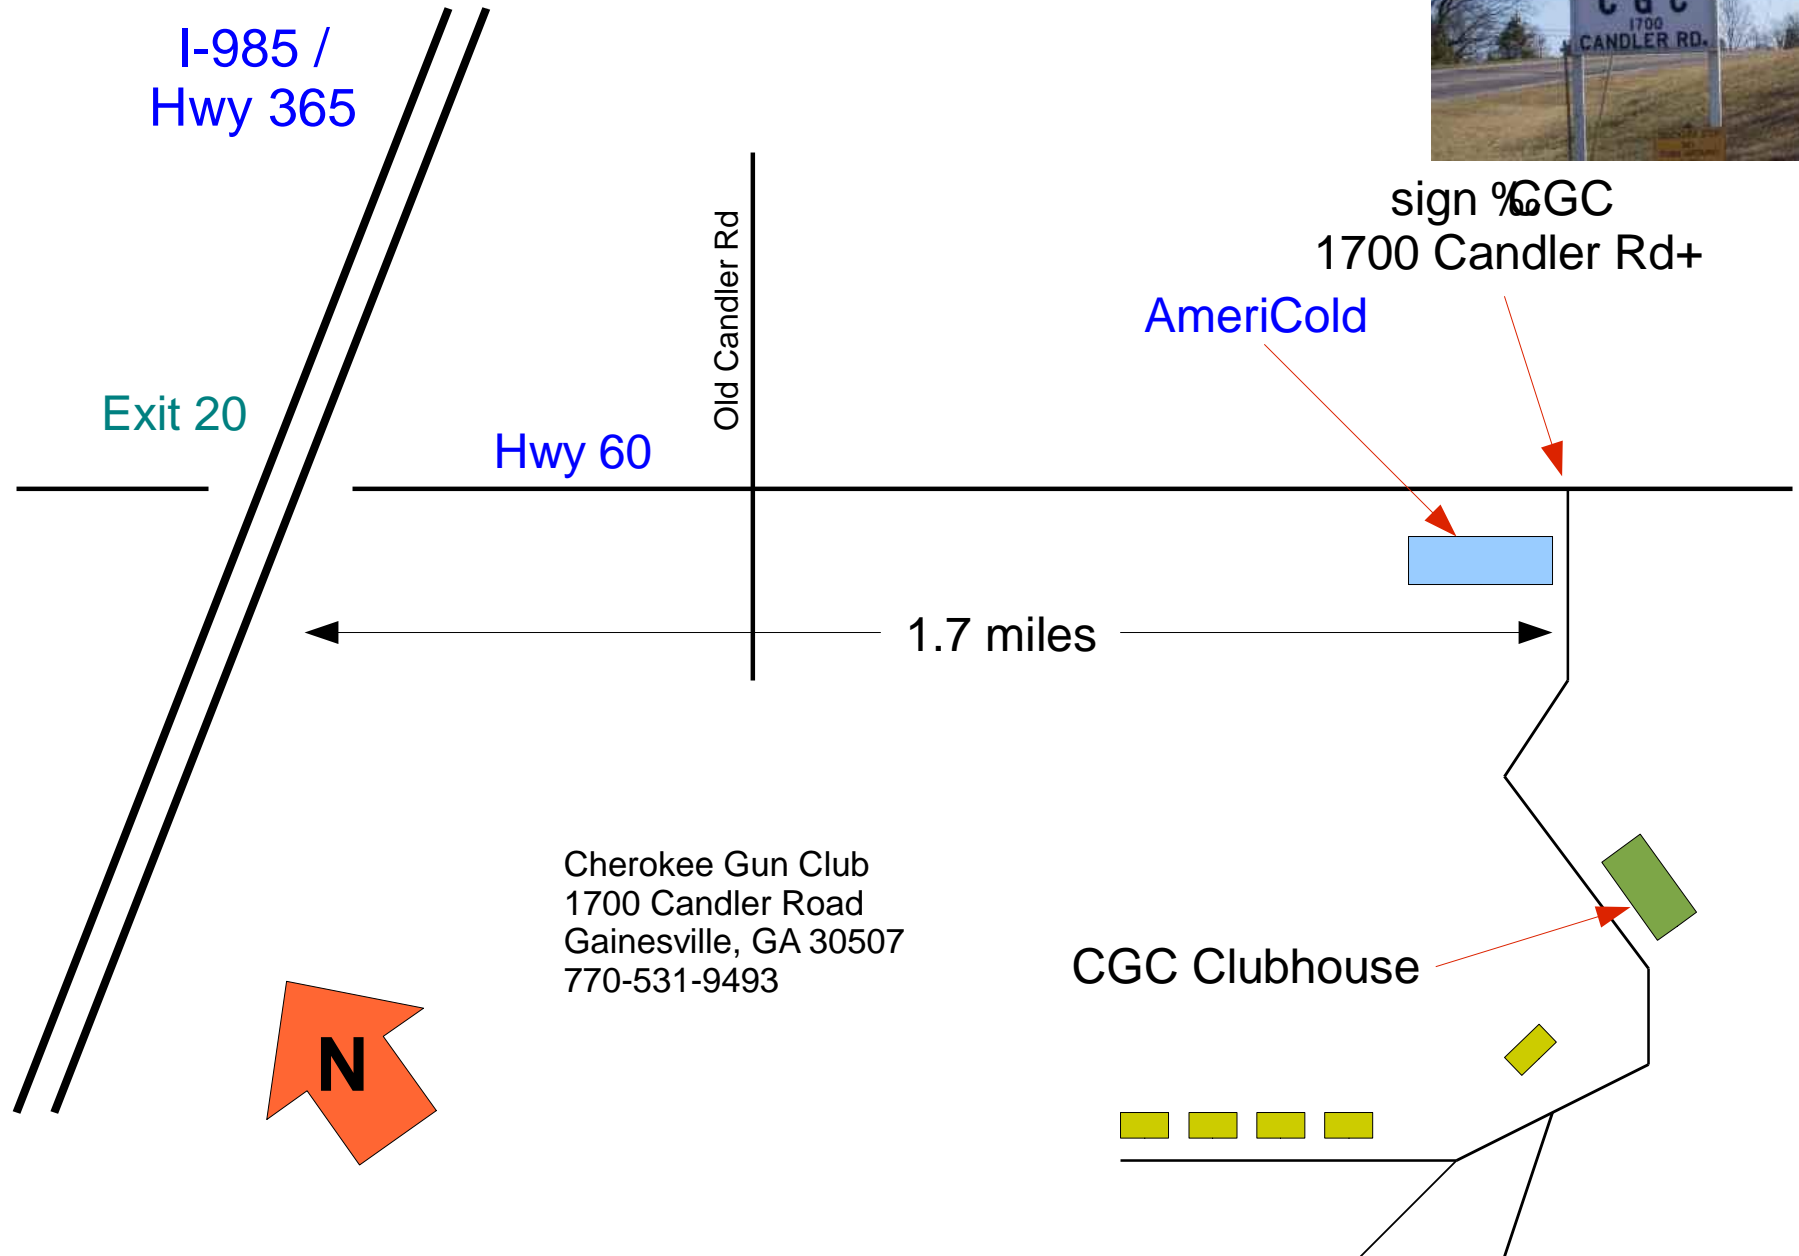 I-985 /
Hwy 365
C G C
1700
CANDLER RD.
sign ‰CGC
1700 Candler Rd+
Old Candler Rd
AmeriCold
Exit 20
Hwy 60
1.7 miles
Cherokee Gun Club
1700 Candler Road
Gainesville, GA 30507
770-531-9493
CGC Clubhouse
N